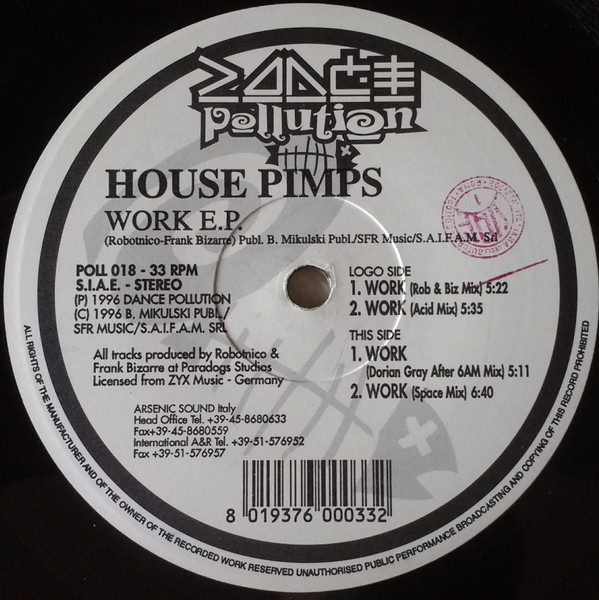 DANCE
pollution
HOUSE PIMPS
WORK E.P.
(Robotnico-Frank Bizarre) Publ. B. Mikulski Publ./SFR Music/S.A.I.F.A.M. Srl
POLL 018 - 33 RPM
S.I.A.E. - STEREO
(P) 1996 DANCE POLLUTION
(C) 1996 B. MIKULSKI PUBL./
SFR MUSIC/S.A.I.F.A.M. SRL
All tracks produced by Robotnico &
Frank Bizarre at Paradogs Studios
Licensed from ZYX Music - Germany
ARSENIC SOUND Italy
Head Office Tel. +39-45-8680633
Fax+39-45-8680559
International A&R Tel. +39-51-576952
Fax +39-51-576957
LOGO SIDE
1. WORK (Rob & Biz Mix) 5:22
2. WORK (Acid Mix) 5:35
THIS SIDE
1. WORK
(Dorian Gray After 6AM Mix) 5:11
2. WORK (Space Mix) 6:40
8 019376 000332
ALL RIGHTS OF THE MANUFACTURER AND OF THE OWNER OF THE RECORDED WORK RESERVED UNAUTHORISED PUBLIC PERFORMANCE BROADCASTING AND COPYING OF THIS RECORD PROHIBITED